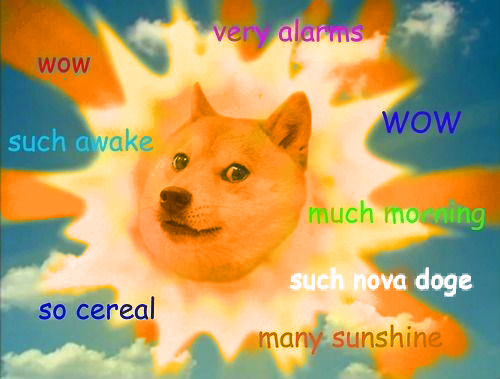 very alarms
wow
wow
such awake
much morning
such nova doge
so cereal
many sunshine